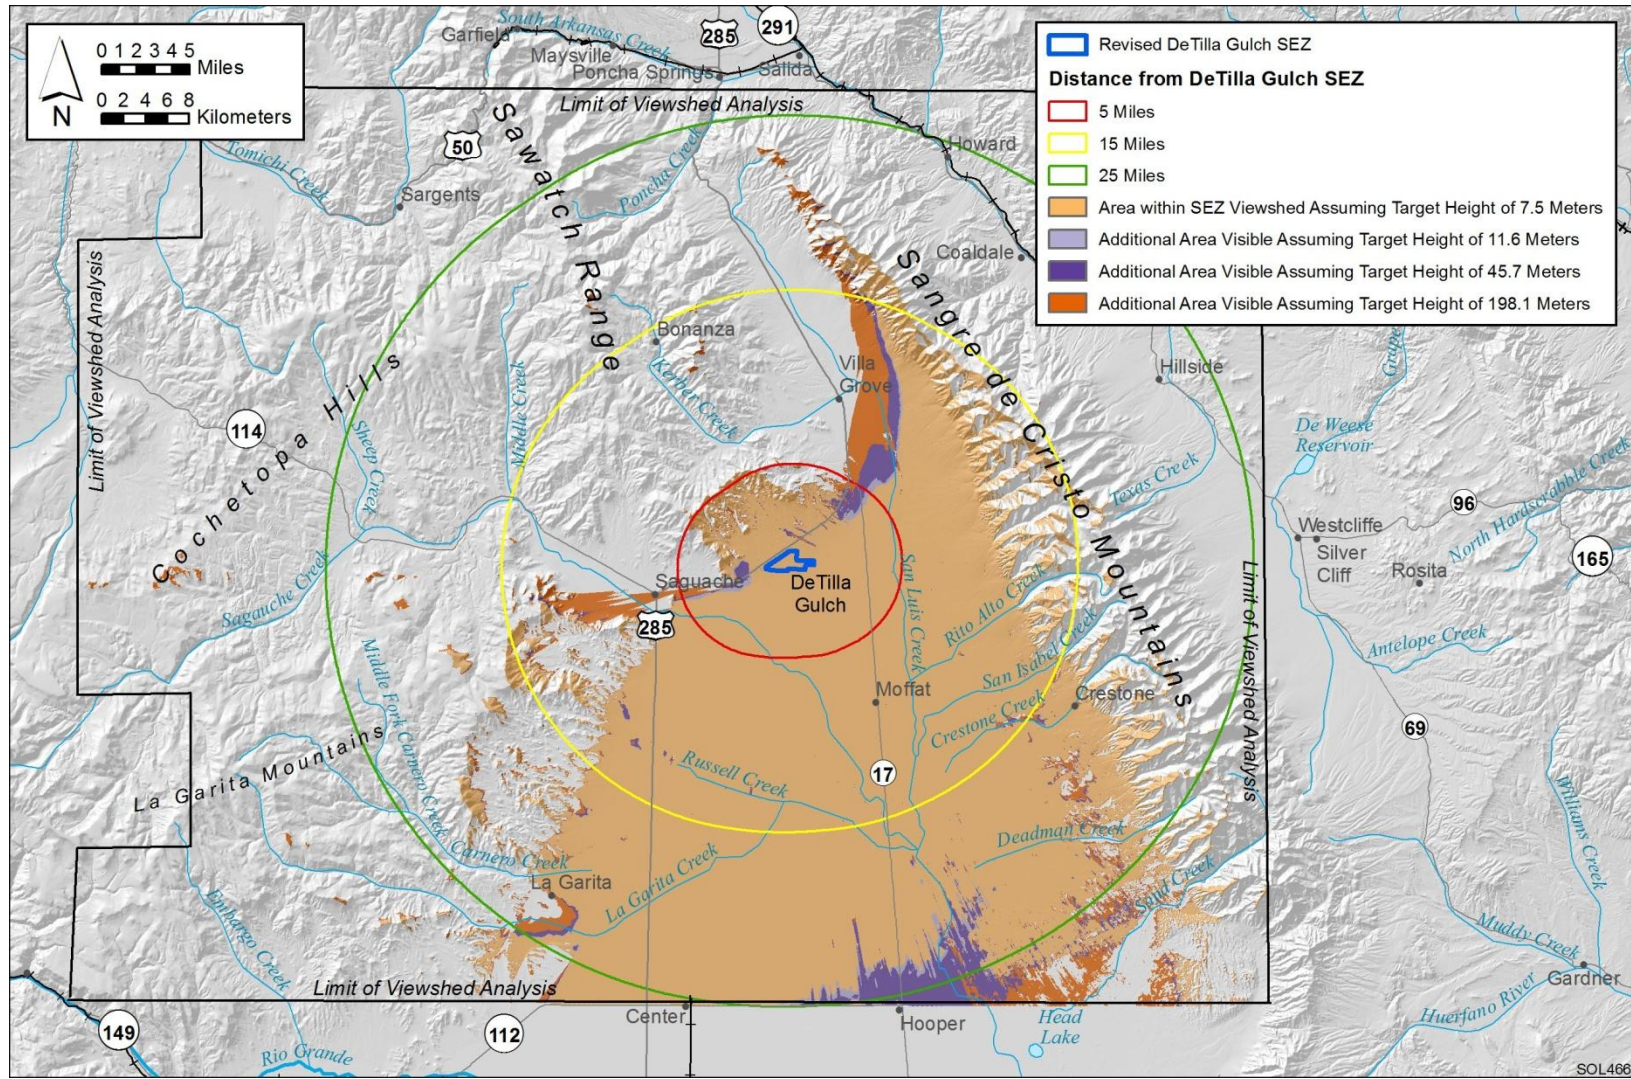 0 1 2 3 4 5
Miles
0 2 4 6 8
Kilometers
N
Revised DeTilla Gulch SEZ
Distance from DeTilla Gulch SEZ
5 Miles
15 Miles
25 Miles
Area within SEZ Viewshed Assuming Target Height of 7.5 Meters
Additional Area Visible Assuming Target Height of 11.6 Meters
Additional Area Visible Assuming Target Height of 45.7 Meters
Additional Area Visible Assuming Target Height of 198.1 Meters
South Arkansas Creek
Garfield
Maysville
Poncha Springs
285
291
Salida
Limit of Viewshed Analysis
50
Tomichi Creek
Sargents
Sawatch Range
Poncha Creek
Howard
Coaldale
Sangre de Cristo Mountains
Limit of Viewshed Analysis
Cochetopa Hills
114
Sheep Creek
Middle Creek
Bonanza
Kerber Creek
Villa
Grove
Hillside
Grape
De Weese
Reservoir
Texas Creek
96
North Hardscrabble Creek
Westcliffe
Silver
Cliff
Rosita
165
Sagauche Creek
Saguache
285
DeTilla
Gulch
San Luis Creek
Rito Alto Creek
San Isabel Creek
Crestone Creek
Crestone
Moffat
Antelope Creek
Limit of Viewshed Analysis
69
Middle Fork Carnero Creek
La Garita Mountains
Russell Creek
17
Williams Creek
Carnero Creek
Deadman Creek
La Garita
La Garita Creek
Sand Creek
Embargo Creek
Muddy Creek
Gardner
Huerfano River
Limit of Viewshed Analysis
149
112
Center
Hooper
Head
Lake
Rio Grande
SOL466